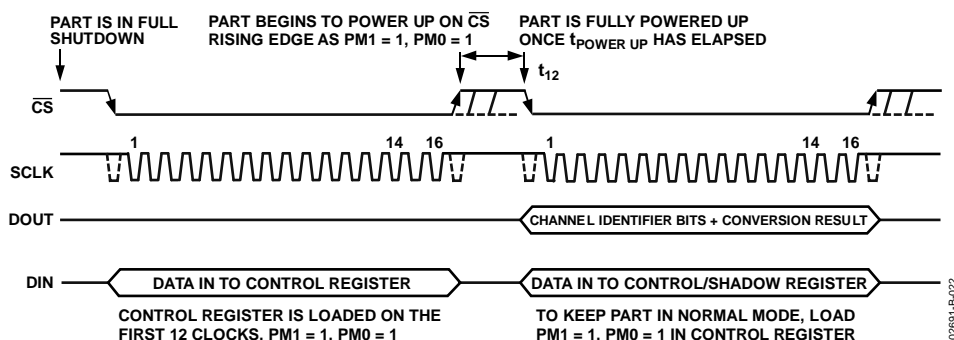 PART IS IN FULL
SHUTDOWN
PART BEGINS TO POWER UP ON CS
RISING EDGE AS PM1 = 1, PM0 = 1
PART IS FULLY POWERED UP
ONCE tPOWER UP HAS ELAPSED
t12
CS
SCLK
1 14 16
1 14 16
DOUT
CHANNEL IDENTIFIER BITS + CONVERSION RESULT
DIN
DATA IN TO CONTROL REGISTER
DATA IN TO CONTROL/SHADOW REGISTER
CONTROL REGISTER IS LOADED ON THE
FIRST 12 CLOCKS, PM1 = 1, PM0 = 1
TO KEEP PART IN NORMAL MODE, LOAD
PM1 = 1, PM0 = 1 IN CONTROL REGISTER
02691-B-022